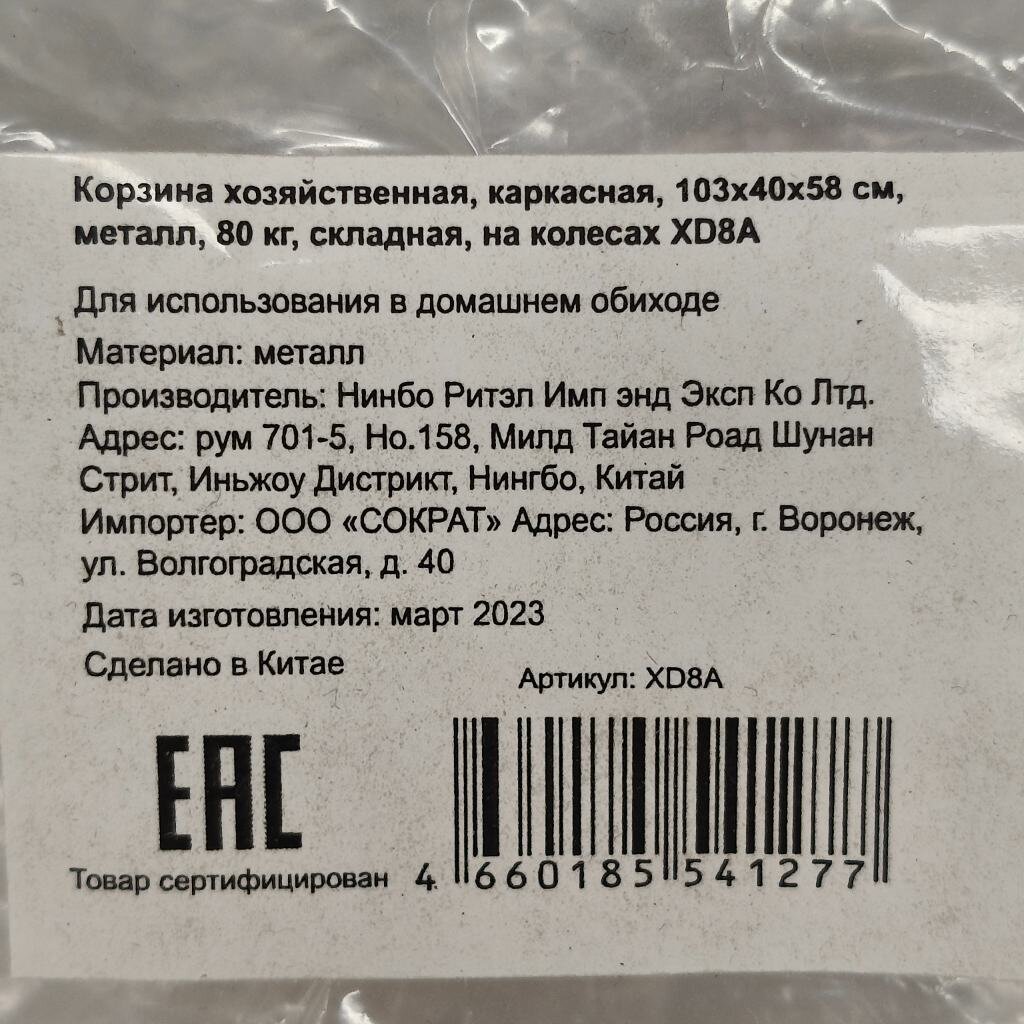 Корзина хозяйственная, каркасная, 103х40х58 см,
металл, 80 кг, складная, на колесах XD8A
Для использования в домашнем обиходе
Материал: металл
Производитель: Нинбо Ритэл Имп энд Эксп Ко Лтд.
Адрес: рум 701-5, Но.158, Милд Тайан Роад Шунан
Стрит, Иньжоу Дистрикт, Нингбо, Китай
Импортер: ООО «СОКРАТ» Адрес: Россия, г. Воронеж,
ул. Волгоградская, д. 40
Дата изготовления: март 2023
Сделано в Китае
Артикул: XD8A
EAC
Товар сертифицирован
4 660185 541277